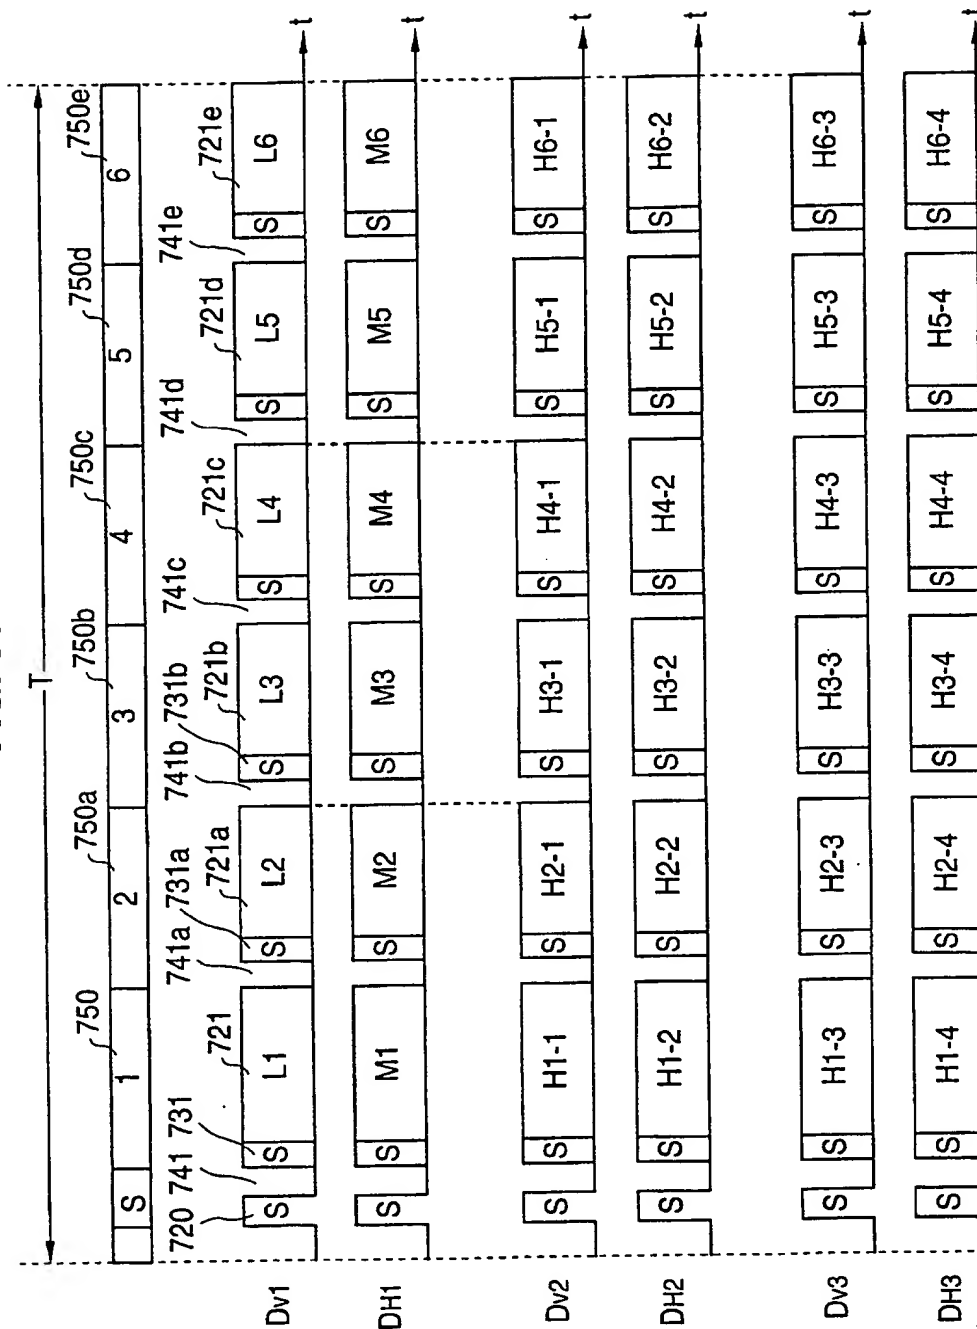 T
750 750a 750b 750c 750d 750e
S 1 2 3 4 5 6
720 741 731 721 741a 731a 721a 741b 731b 721b 741c 721c 741d 721d 741e 721e
Dv1 S S L1 S L2 S L3 S L4 S L5 S L6 t
DH1 S S M1 S M2 S M3 S M4 S M5 S M6 t
Dv2 S S H1-1 S H2-1 S H3-1 S H4-1 S H5-1 S H6-1 t
DH2 S S H1-2 S H2-2 S H3-2 S H4-2 S H5-2 S H6-2 t
Dv3 S S H1-3 S H2-3 S H3-3 S H4-3 S H5-3 S H6-3 t
DH3 S S H1-4 S H2-4 S H3-4 S H4-4 S H5-4 S H6-4 t